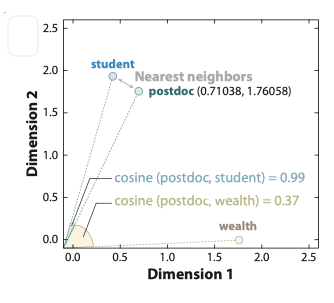 2.5
student
2.0
Nearest neighbors
postdoc (0.71038, 1.76058)
1.5
Dimension 2
1.0
cosine (postdoc, student) = 0.99
0.5
cosine (postdoc, wealth) = 0.37
wealth
0.0
0.0 0.5 1.0 1.5 2.0 2.5
Dimension 1